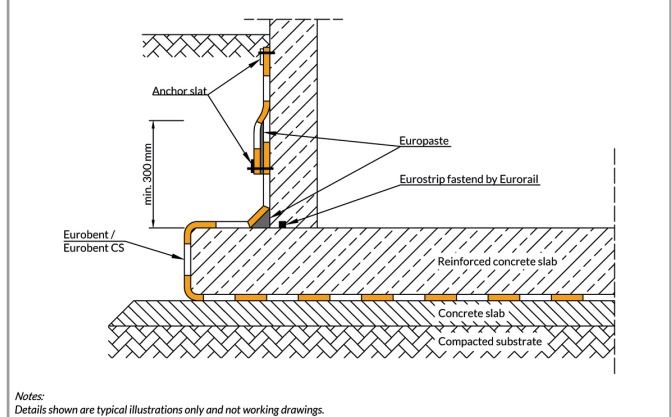 Anchor slat
min. 300 mm
Europaste
Eurostrip fastend by Eurorail
Eurobent /
Eurobent CS
Reinforced concrete slab
Concrete slab
Compacted substrate
Notes:
Details shown are typical illustrations only and not working drawings.